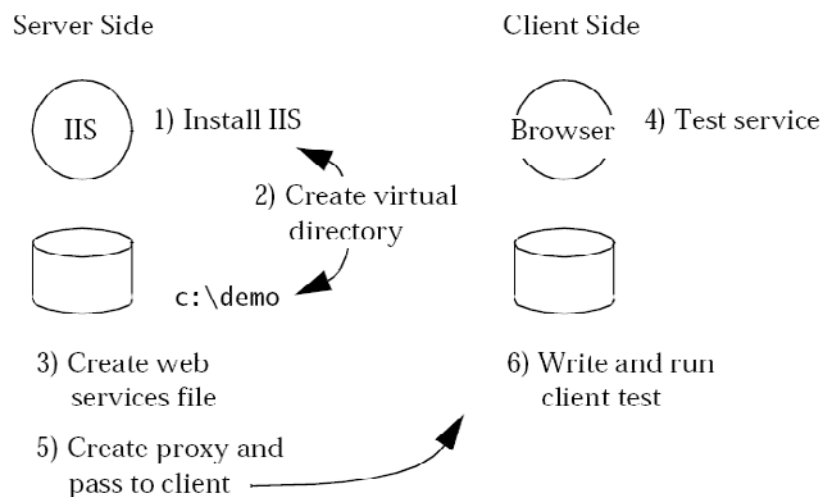 Server Side
Client Side
IIS
1) Install IIS
Browser
4) Test service
2) Create virtual
directory
c:\demo
3) Create web
services file
6) Write and run
client test
5) Create proxy and
pass to client